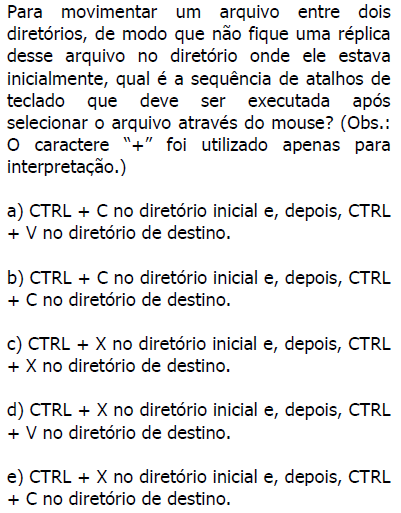 Para movimentar um arquivo entre dois
diretórios, de modo que não fique uma réplica
desse arquivo no diretório onde ele estava
inicialmente, qual é a sequência de atalhos de
teclado que deve ser executada após
selecionar o arquivo através do mouse? (Obs.:
O caractere "+" foi utilizado apenas para
interpretação.)
a) CTRL + C no diretório inicial e, depois, CTRL
+ V no diretório de destino.
b) CTRL + C no diretório inicial e, depois, CTRL
+ C no diretório de destino.
c) CTRL + X no diretório inicial e, depois, CTRL
+ X no diretório de destino.
d) CTRL + X no diretório inicial e, depois, CTRL
+ V no diretório de destino.
e) CTRL + X no diretório inicial e, depois, CTRL
+ C no diretório de destino.